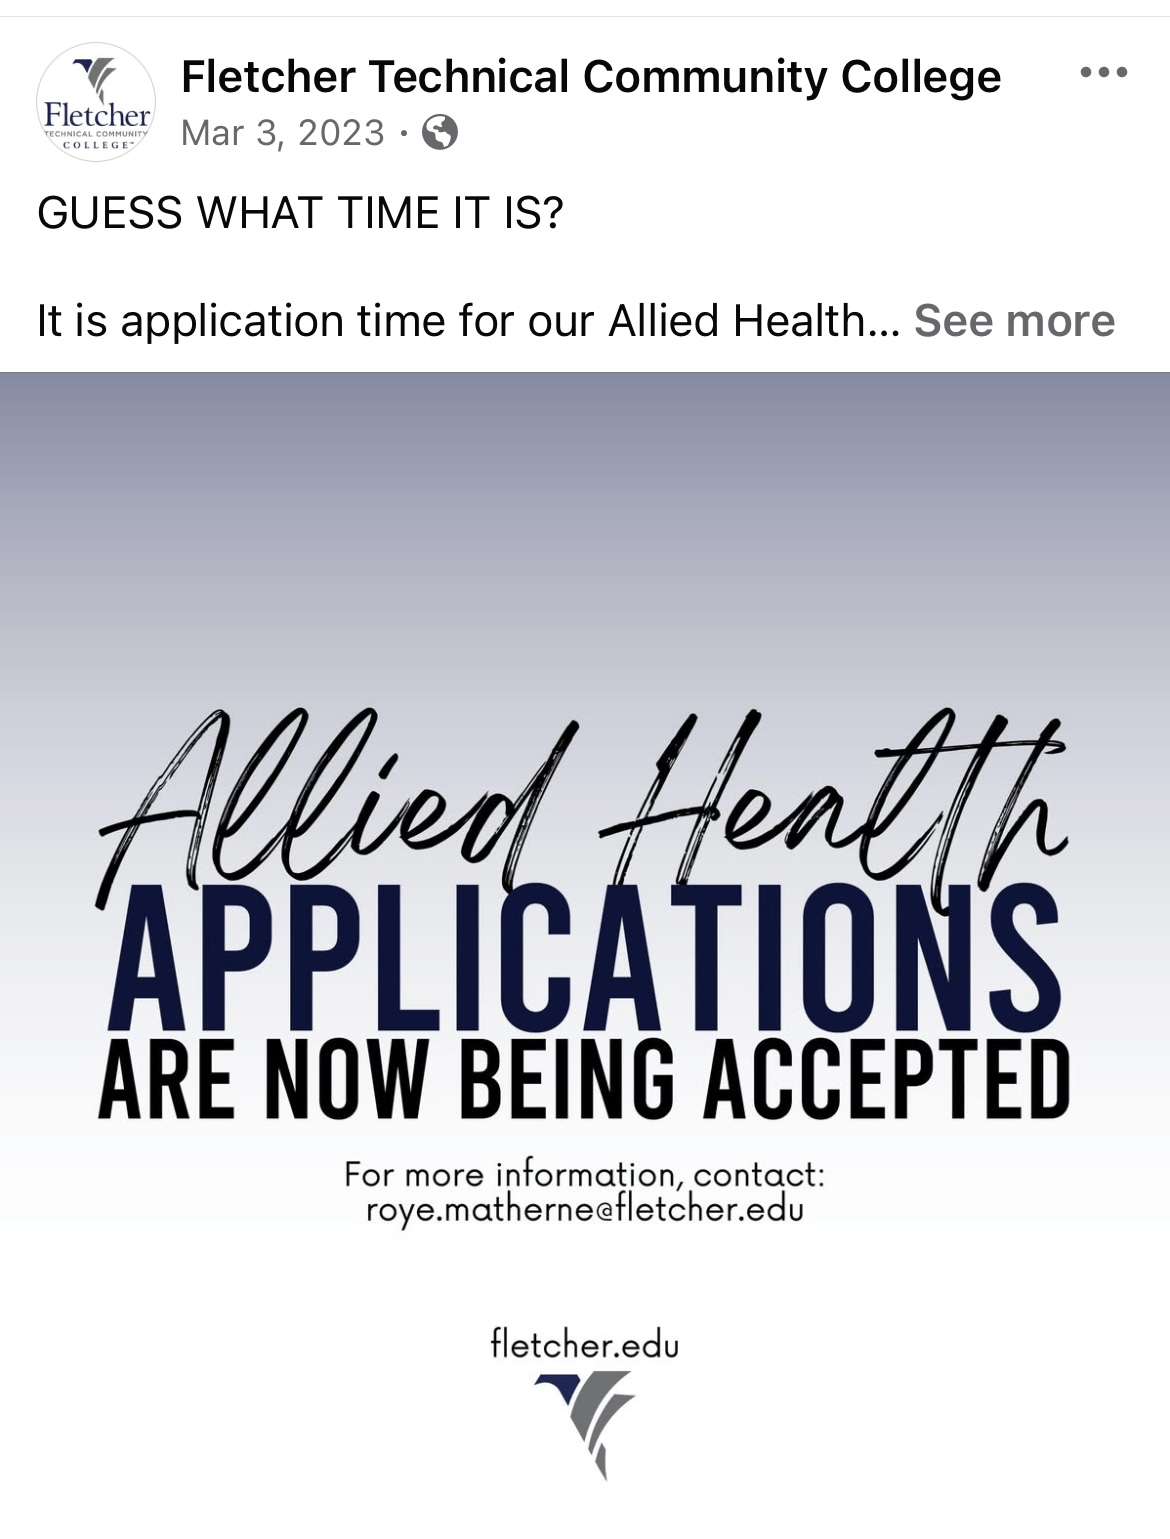 Fletcher
TECHNICAL COMMUNITY
COLLEGE™
Fletcher Technical Community College
Mar 3, 2023 ·
GUESS WHAT TIME IT IS?
It is application time for our Allied Health... See more
Allied Health
APPLICATIONS
ARE NOW BEING ACCEPTED
For more information, contact:
roye.matherne@fletcher.edu
fletcher.edu